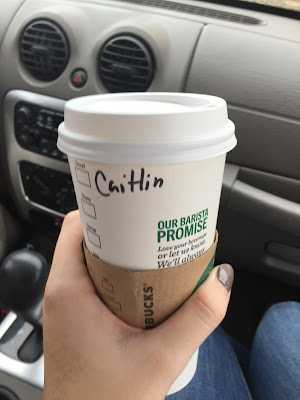 Caitlin
OUR BARISTA
PROMISE
Love your beverage
or let us know.
We'll always
BUCKS®